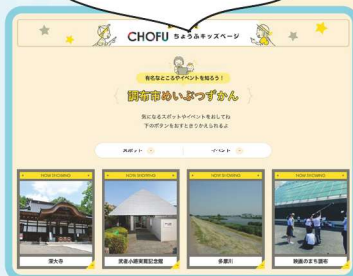 CHOFU ちょうふキッズページ
有名なところやイベントを知ろう！
調布市めいぶつずかん
気になるスポットやイベントをおしてね
下のボタンをおすときりかえられるよ
スポット
イベント
NOW SHOWING
NOW SHOWING
NOW SHOWING
NOW SHOWING
深大寺
武者小路実篤記念館
多摩川
映画のまち調布